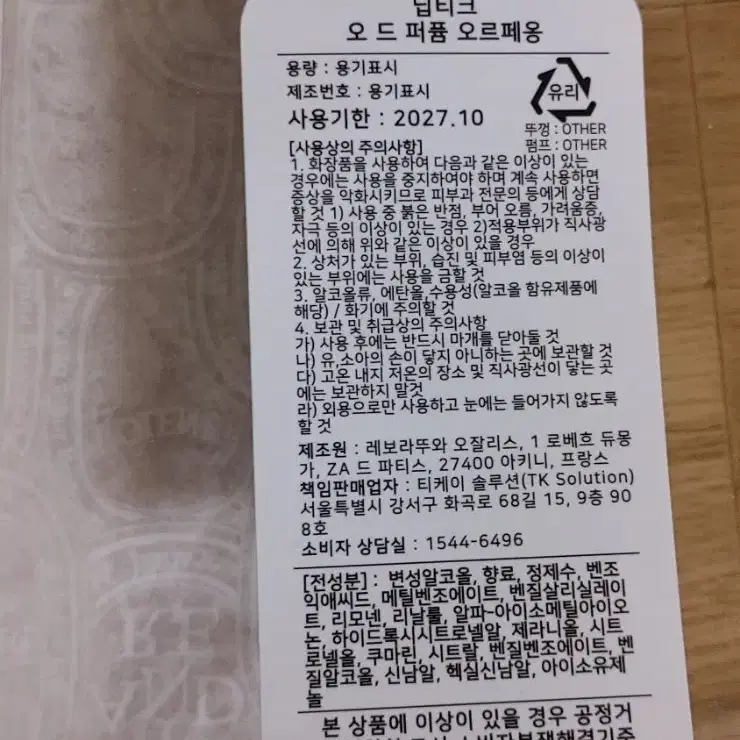 딥티크
오 드 퍼퓸 오르페옹
용량 : 용기표시
제조번호 : 용기표시
사용기한 : 2027.10
유리
뚜껑 : OTHER
펌프 : OTHER
[사용상의 주의사항]
1. 화장품을 사용하여 다음과 같은 이상이 있는
경우에는 사용을 중지하여야 하며 계속 사용하면
증상을 악화시키므로 피부과 전문의 등에게 상담
할 것 1) 사용 중 붉은 반점, 부어 오름, 가려움증,
자극 등의 이상이 있는 경우 2)적용부위가 직사광
선에 의해 위와 같은 이상이 있을 경우
2. 상처가 있는 부위, 습진 및 피부염 등의 이상이
있는 부위에는 사용을 금할 것
3. 알코올류, 에탄올,수용성(알코올 함유제품에
해당) / 화기에 주의할 것
4. 보관 및 취급상의 주의사항
가) 사용 후에는 반드시 마개를 닫아둘 것
나) 유.소아의 손이 닿지 아니하는 곳에 보관할 것
다) 고온 내지 저온의 장소 및 직사광선이 닿는 곳
에는 보관하지 말것
라) 외용으로만 사용하고 눈에는 들어가지 않도록
할 것
제조원 : 레보라뚜와 오잘리스, 1 로베흐 듀몽
가, ZA 드 파티스, 27400 아키니, 프랑스
책임판매업자 : 티케이 솔루션(TK Solution)
서울특별시 강서구 화곡로 68길 15, 9층 90
8호
소비자 상담실 : 1544-6496
[전성분] : 변성알코올, 향료, 정제수, 벤조
익애씨드, 메틸벤조에이트, 벤질살리실레이
트, 리모넨, 리날룰, 알파-아이소메틸아이오
논, 하이드록시시트로넬알, 제라니올, 시트
로넬올, 쿠마린, 시트랄, 벤질벤조에이트, 벤
질알코올, 신남알, 헥실신남알, 아이소유제
놀
본 상품에 이상이 있을 경우 공정거